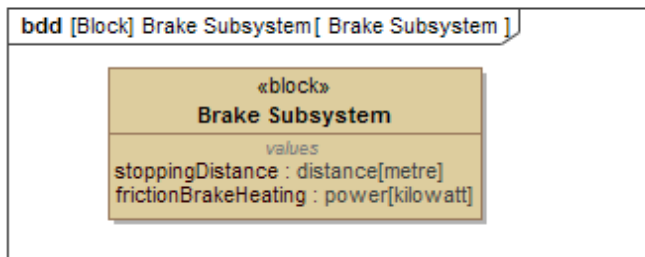 bdd [Block] Brake Subsystem[ Brake Subsystem ]
«block»
Brake Subsystem
values
stoppingDistance : distance[metre]
frictionBrakeHeating : power[kilowatt]